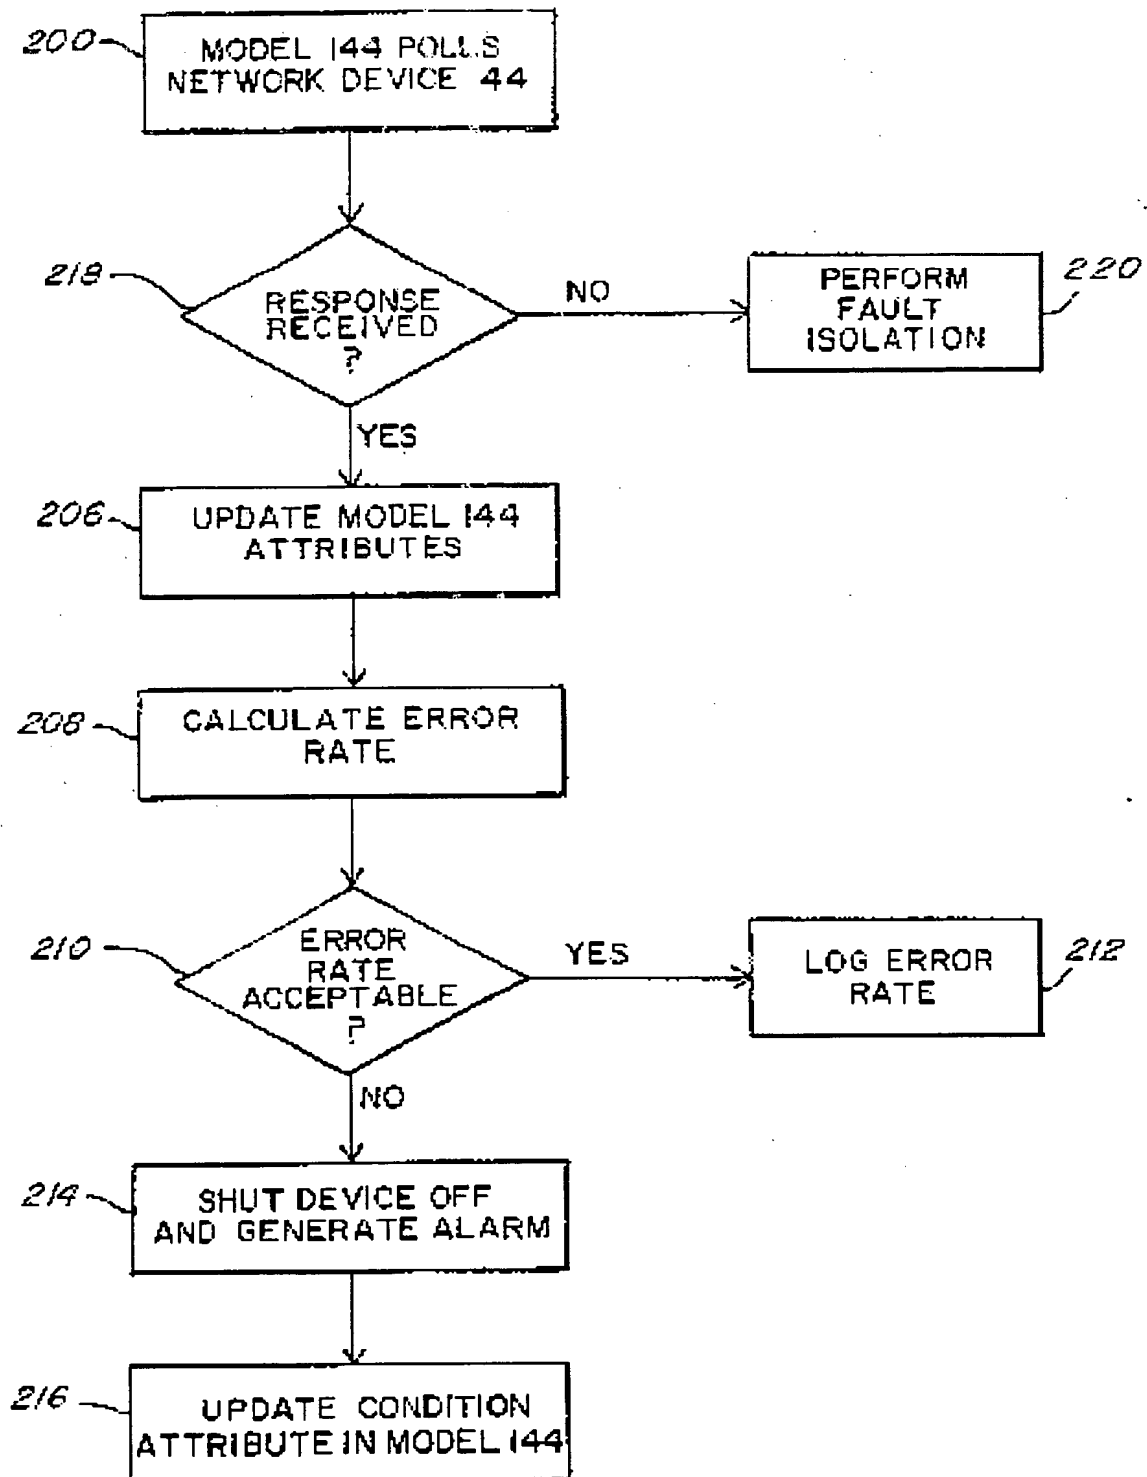 200
MODEL 144 POLLS
NETWORK DEVICE 44
218
RESPONSE
RECEIVED
?
NO
PERFORM
FAULT
ISOLATION
220
YES
206
UPDATE MODEL 144
ATTRIBUTES
208
CALCULATE ERROR
RATE
210
ERROR
RATE
ACCEPTABLE
?
YES
LOG ERROR
RATE
212
NO
214
SHUT DEVICE OFF
AND GENERATE ALARM
216
UPDATE CONDITION
ATTRIBUTE IN MODEL 144